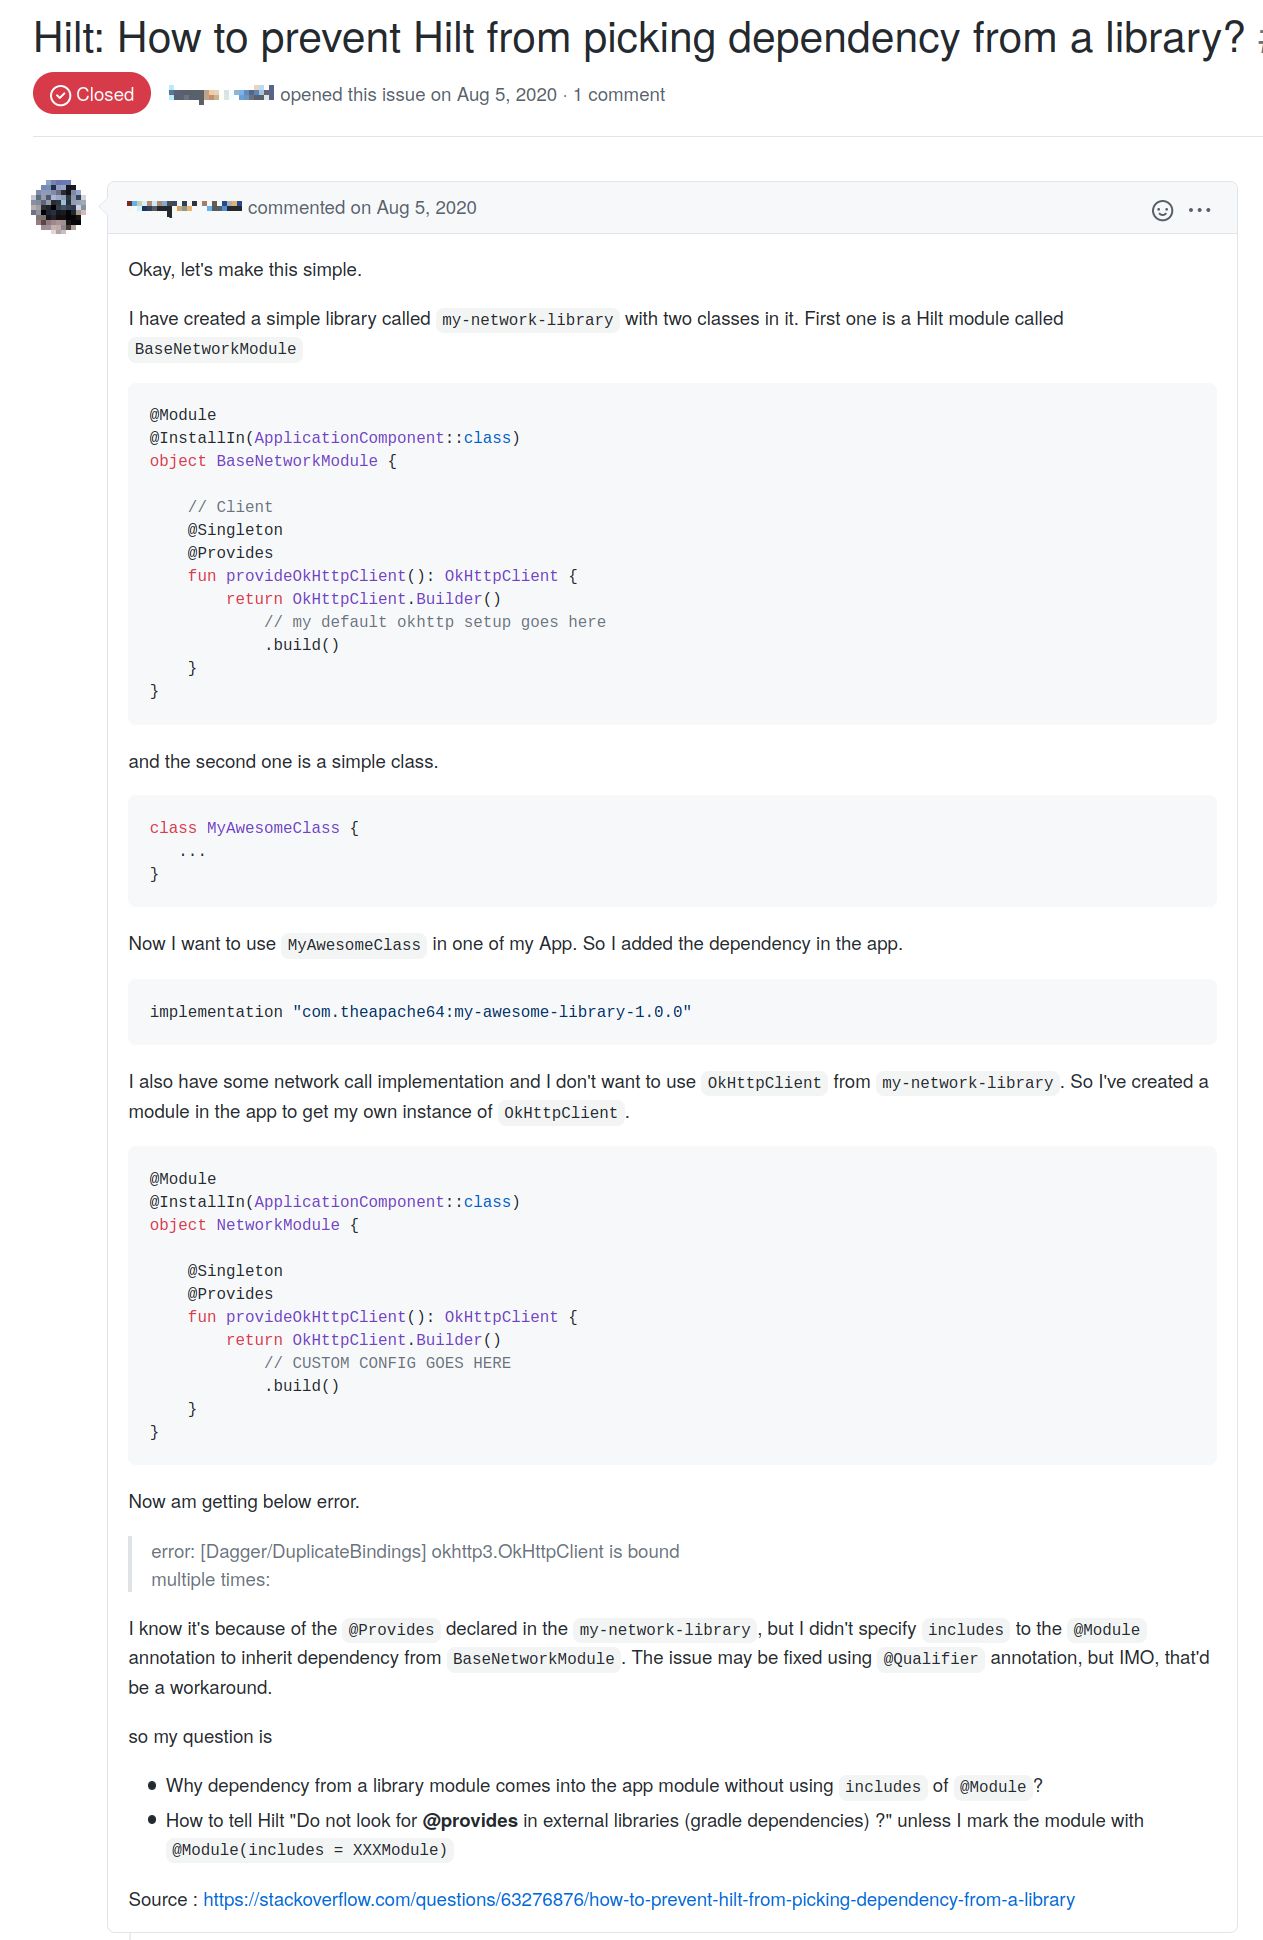 Hilt: How to prevent Hilt from picking dependency from a library?
Closed opened this issue on Aug 5, 2020 · 1 comment
commented on Aug 5, 2020
Okay, let's make this simple.
I have created a simple library called my-network-library with two classes in it. First one is a Hilt module called
BaseNetworkModule
@Module
@InstallIn(ApplicationComponent::class)
object BaseNetworkModule {
    // Client
    @Singleton
    @Provides
    fun provideOkHttpClient(): OkHttpClient {
        return OkHttpClient.Builder()
            // my default okhttp setup goes here
            .build()
    }
}
and the second one is a simple class.
class MyAwesomeClass {
   ...
}
Now I want to use MyAwesomeClass in one of my App. So I added the dependency in the app.
implementation "com.theapache64:my-awesome-library-1.0.0"
I also have some network call implementation and I don't want to use OkHttpClient from my-network-library. So I've created a
module in the app to get my own instance of OkHttpClient.
@Module
@InstallIn(ApplicationComponent::class)
object NetworkModule {
    @Singleton
    @Provides
    fun provideOkHttpClient(): OkHttpClient {
        return OkHttpClient.Builder()
            // CUSTOM CONFIG GOES HERE
            .build()
    }
}
Now am getting below error.
error: [Dagger/DuplicateBindings] okhttp3.OkHttpClient is bound
multiple times:
I know it's because of the @Provides declared in the my-network-library, but I didn't specify includes to the @Module
annotation to inherit dependency from BaseNetworkModule. The issue may be fixed using @Qualifier annotation, but IMO, that'd
be a workaround.
so my question is
• Why dependency from a library module comes into the app module without using includes of @Module?
• How to tell Hilt "Do not look for @provides in external libraries (gradle dependencies) ?" unless I mark the module with
@Module(includes = XXXModule)
Source : https://stackoverflow.com/questions/63276876/how-to-prevent-hilt-from-picking-dependency-from-a-library